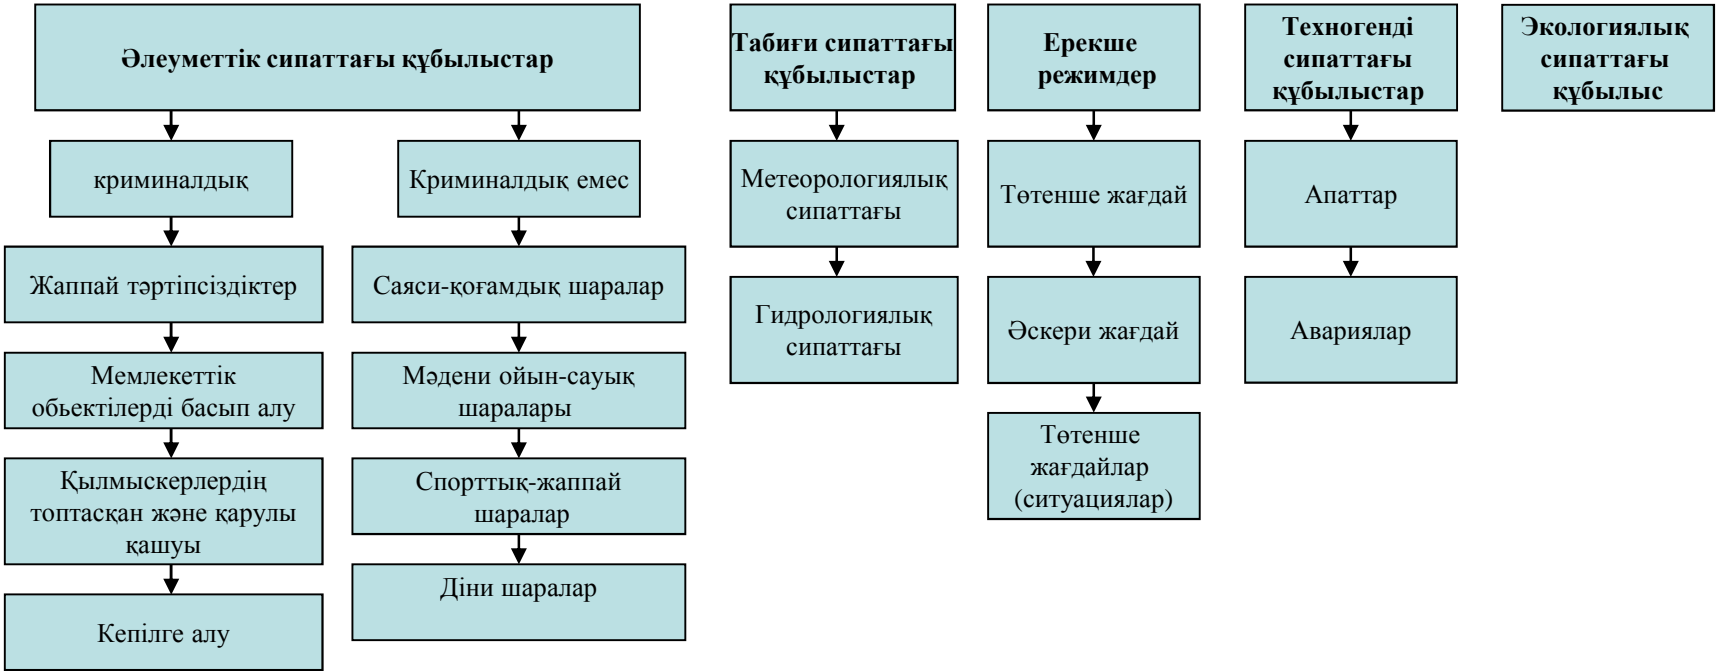 Әлеуметтік сипаттағы құбылыстар
криминалдық
Жаппай тәртіпсіздіктер
Мемлекеттік
обьектілерді басып алу
Қылмыскерлердің
топтасқан және қарулы
қашуы
Кепілге алу
Криминалдық емес
Саяси-қоғамдық шаралар
Мәдени ойын-сауық
шаралары
Спорттық-жаппай
шаралар
Діни шаралар
Табиғи сипаттағы
құбылыстар
Метеорологиялық
сипаттағы
Гидрологиялық
сипаттағы
Ерекше
режимдер
Төтенше жағдай
Әскери жағдай
Төтенше
жағдайлар
(ситуациялар)
Техногенді
сипаттағы
құбылыстар
Апаттар
Авариялар
Экологиялық
сипаттағы
құбылыс